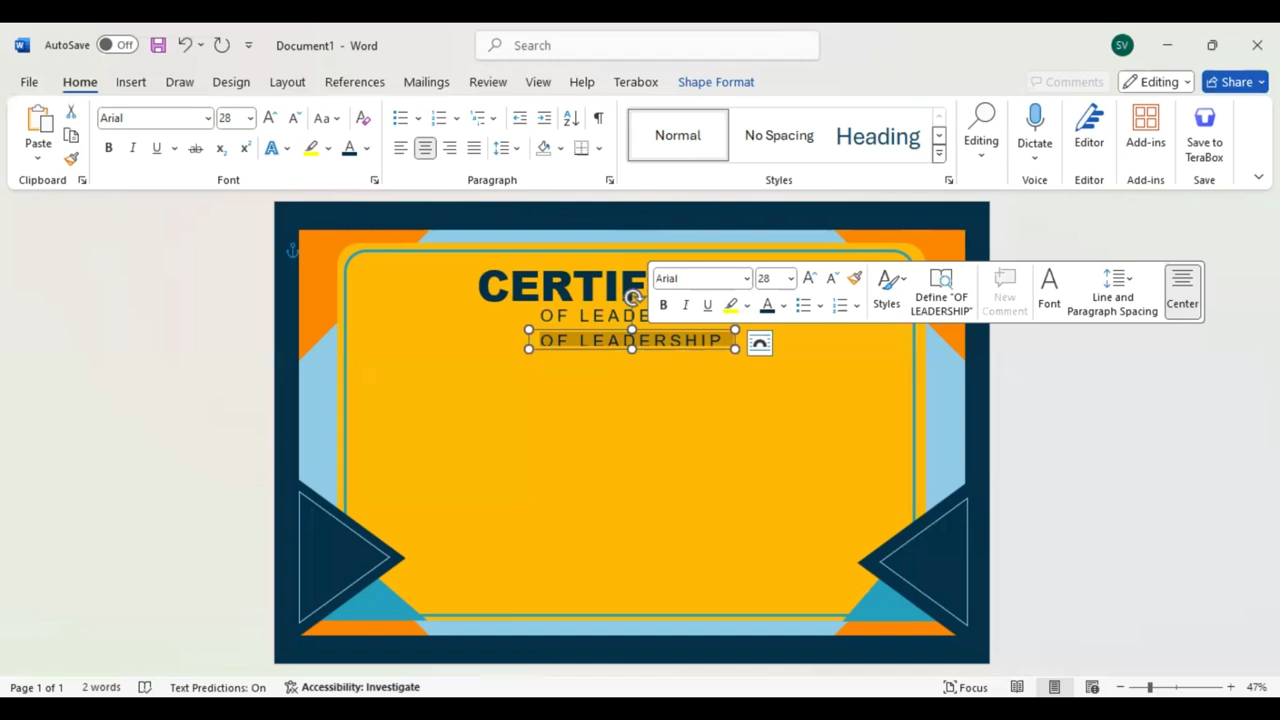 AutoSave Off Document1 - Word Search SV
File Home Insert Draw Design Layout References Mailings Review View Help Terabox Shape Format Comments Editing Share
Paste Arial 28 Aa Normal No Spacing Heading Editing Dictate Editor Add-ins Save to TeraBox
Clipboard Font Paragraph Styles Voice Editor Add-ins Save
CERTIF
OF LEADE
OF LEADERSHIP
Arial 28 Styles Define "OF LEADERSHIP" New Comment Font Line and Paragraph Spacing Center
Page 1 of 1 2 words Text Predictions: On Accessibility: Investigate Focus 47%